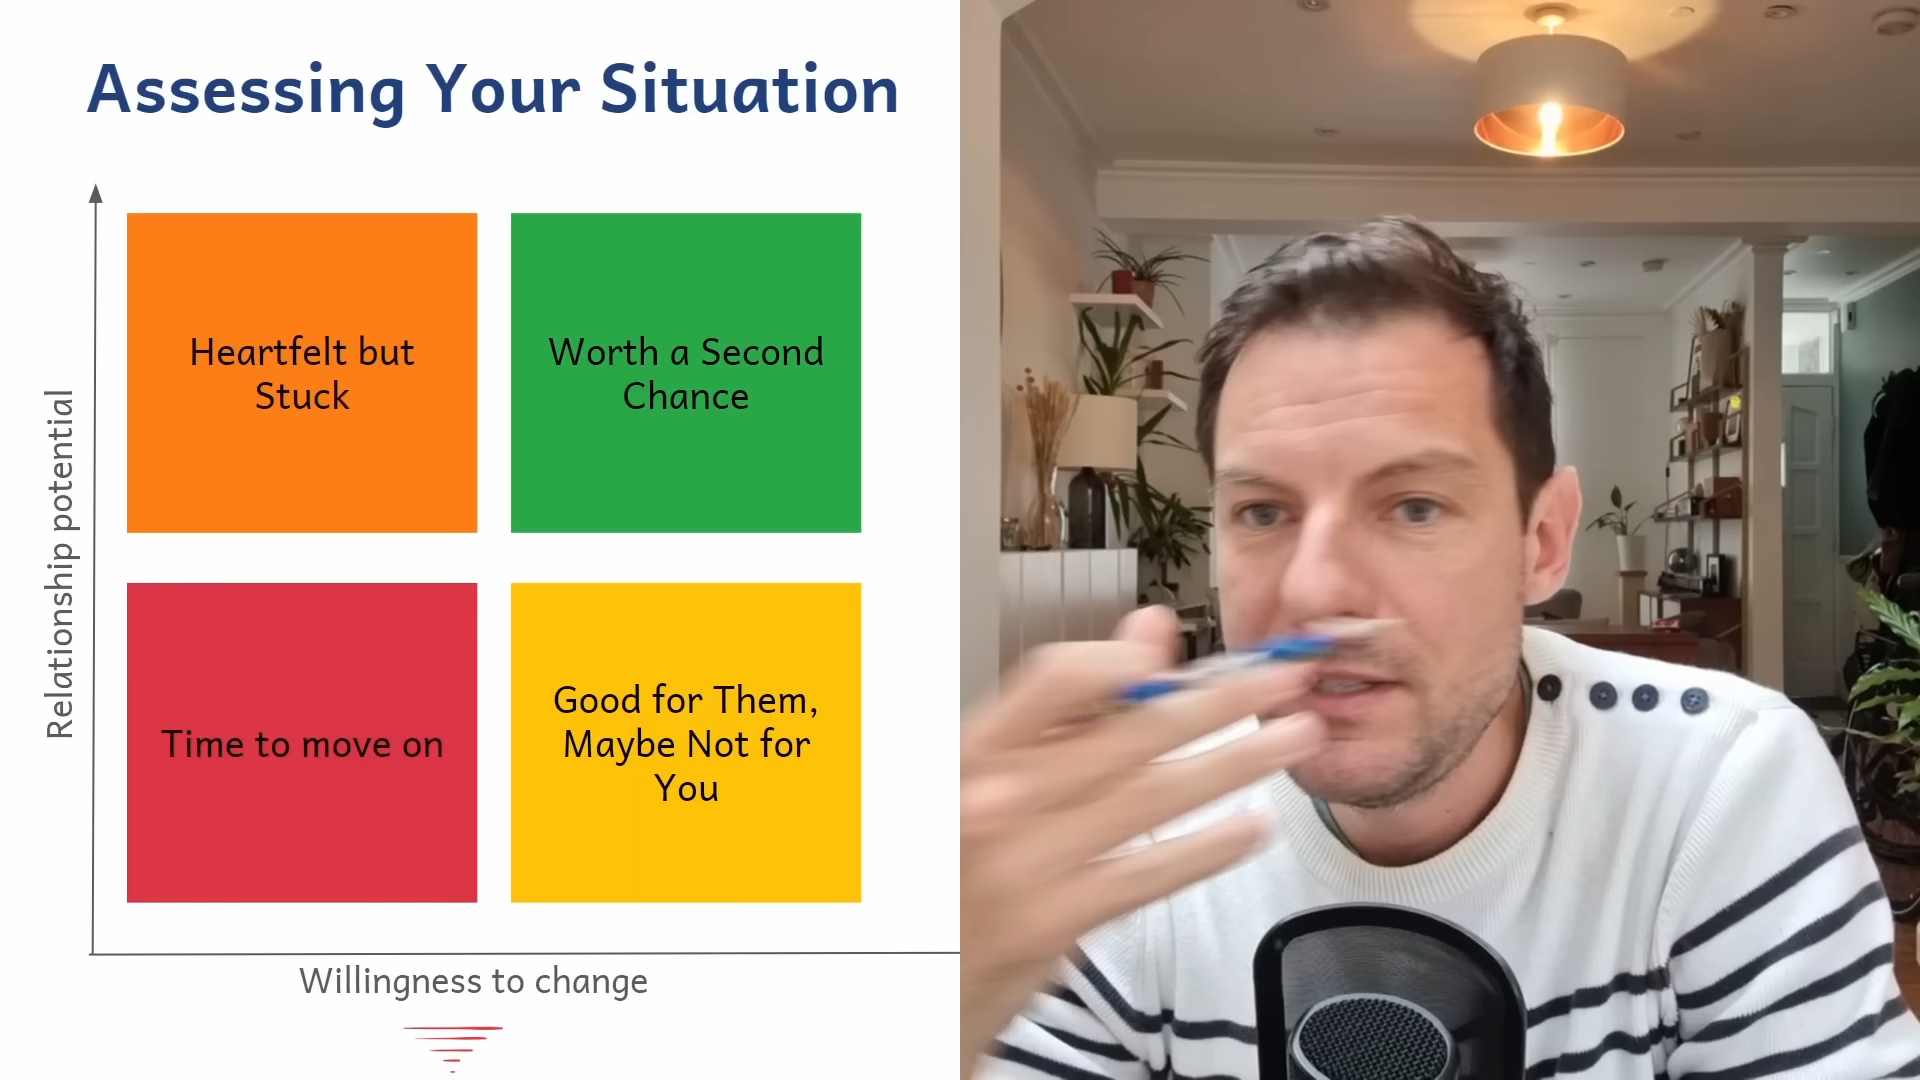 Assessing Your Situation
Relationship potential
Heartfelt but
Stuck
Worth a Second
Chance
Time to move on
Good for Them,
Maybe Not for
You
Willingness to change